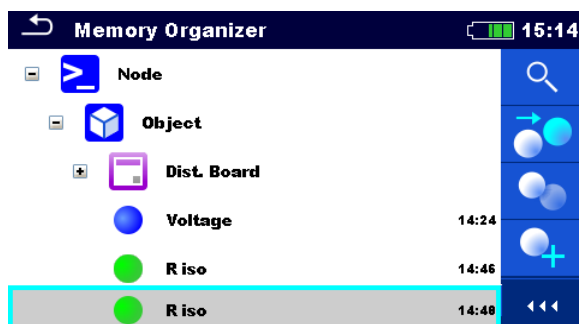 Memory Organizer 15:14
Node
Object
Dist. Board
Voltage 14:24
R iso 14:46
R iso 14:48